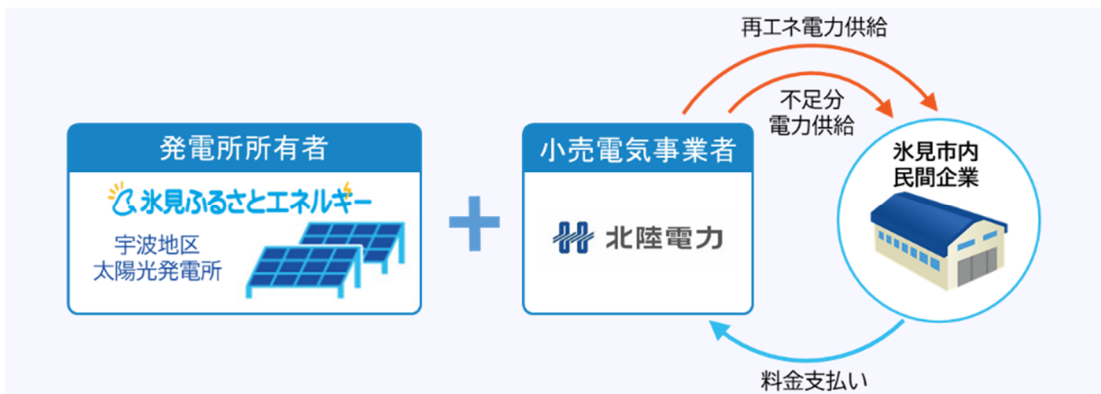 再エネ電力供給
不足分
電力供給
発電所所有者
小売電気事業者
氷見市内
民間企業
氷見ふるさとエネルギー
宇波地区
太陽光発電所
北陸電力
料金支払い